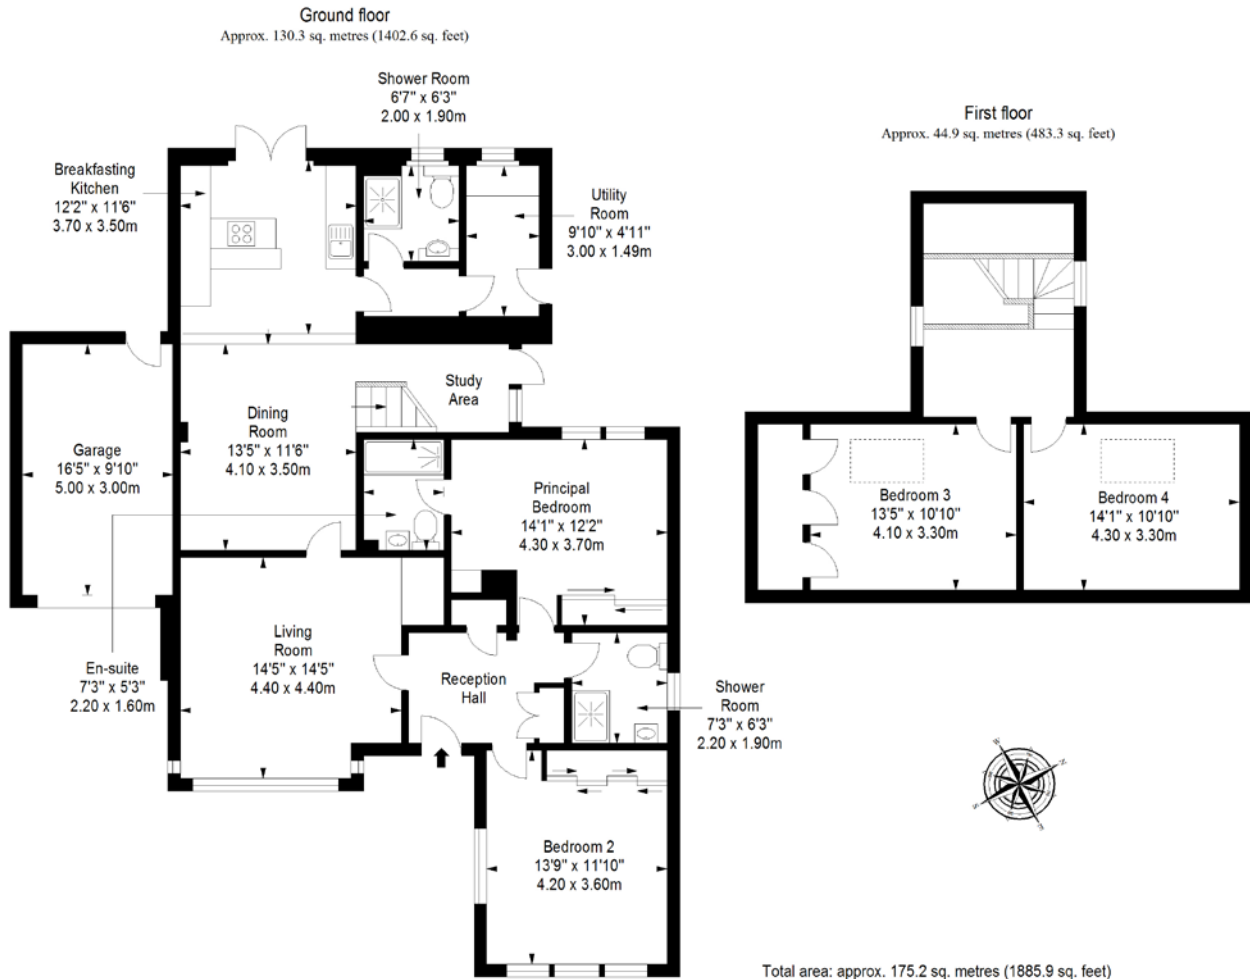 Ground floor
Approx. 130.3 sq. metres (1402.6 sq. feet)
Shower Room
6'7" x 6'3"
2.00 x 1.90m
First floor
Approx. 44.9 sq. metres (483.3 sq. feet)
Breakfasting
Kitchen
12'2" x 11'6"
3.70 x 3.50m
Utility
Room
9'10" x 4'11"
3.00 x 1.49m
Study
Area
Dining
Room
13'5" x 11'6"
4.10 x 3.50m
Garage
16'5" x 9'10"
5.00 x 3.00m
Principal
Bedroom
14'1" x 12'2"
4.30 x 3.70m
Bedroom 3
13'5" x 10'10"
4.10 x 3.30m
Bedroom 4
14'1" x 10'10"
4.30 x 3.30m
Living
Room
14'5" x 14'5"
4.40 x 4.40m
En-suite
7'3" x 5'3"
2.20 x 1.60m
Reception
Hall
Shower
Room
7'3" x 6'3"
2.20 x 1.90m
Bedroom 2
13'9" x 11'10"
4.20 x 3.60m
Total area: approx. 175.2 sq. metres (1885.9 sq. feet)